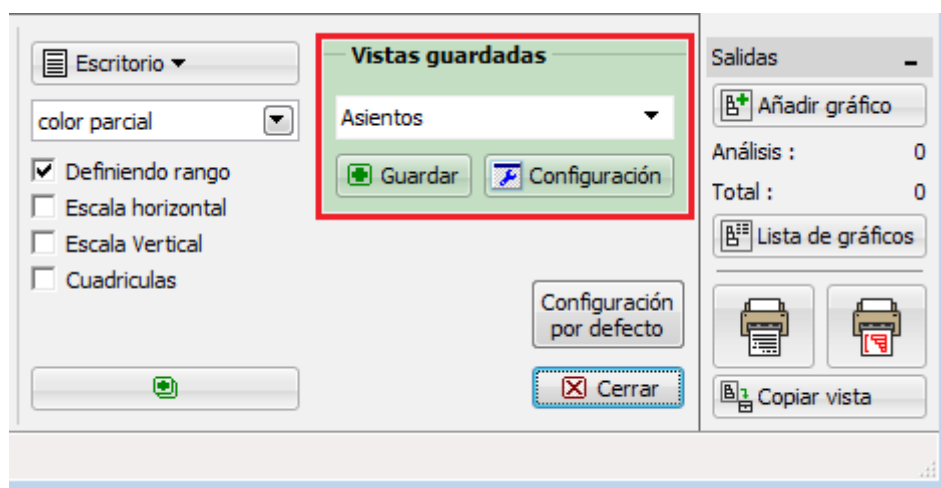 Escritorio
color parcial
Definiendo rango
Escala horizontal
Escala Vertical
Cuadriculas
Vistas guardadas
Asientos
Guardar
Configuración
Configuración
por defecto
Cerrar
Salidas
Añadir gráfico
Análisis : 0
Total : 0
Lista de gráficos
Copiar vista